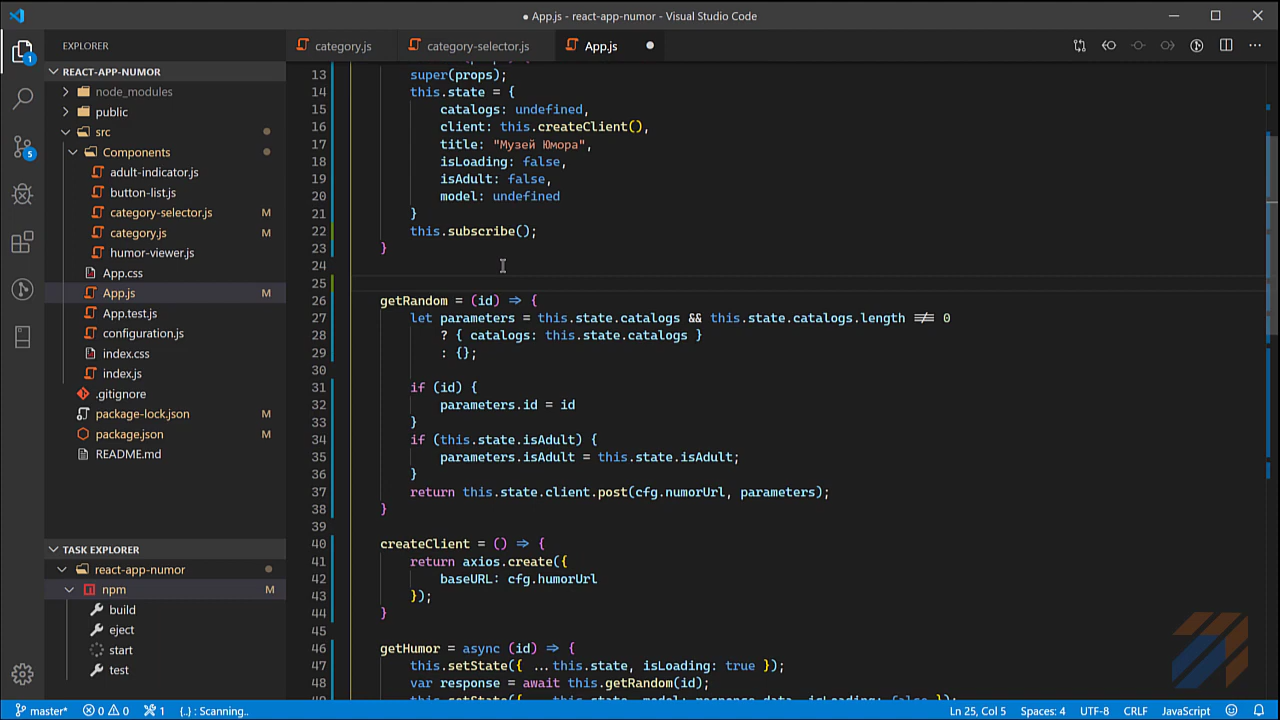 ● App.js - react-app-numor - Visual Studio Code
EXPLORER
REACT-APP-NUMOR
node_modules
public
src
Components
adult-indicator.js
button-list.js
category-selector.js M
category.js M
humor-viewer.js
App.css
App.js M
App.test.js
configuration.js
index.css
index.js
.gitignore
package-lock.json M
package.json M
README.md
TASK EXPLORER
react-app-numor
npm M
build
eject
start
test
1
5
category.js category-selector.js App.js
13 super(props);
14 this.state = {
15 catalogs: undefined,
16 client: this.createClient(),
17 title: "Музей Юмора",
18 isLoading: false,
19 isAdult: false,
20 model: undefined
21 }
22 this.subscribe();
23 }
24
25
26 getRandom = (id) => {
27 let parameters = this.state.catalogs && this.state.catalogs.length !== 0
28 ? { catalogs: this.state.catalogs }
29 : {};
30
31 if (id) {
32 parameters.id = id
33 }
34 if (this.state.isAdult) {
35 parameters.isAdult = this.state.isAdult;
36 }
37 return this.state.client.post(cfg.numorUrl, parameters);
38 }
39
40 createClient = () => {
41 return axios.create({
42 baseURL: cfg.humorUrl
43 });
44 }
45
46 getHumor = async (id) => {
47 this.setState({ ...this.state, isLoading: true });
48 var response = await this.getRandom(id);
master* 0 0 1 {..} : Scanning.. Ln 25, Col 5 Spaces: 4 UTF-8 CRLF JavaScript